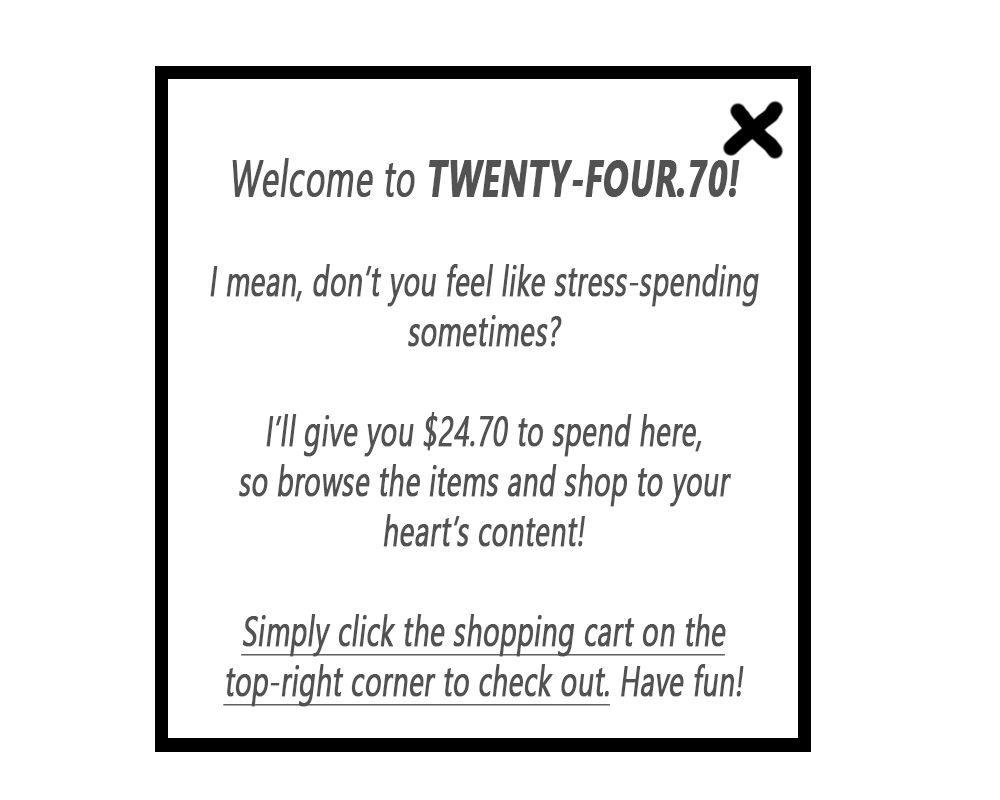 Welcome to TWENTY-FOUR.70!
I mean, don’t you feel like stress-spending
sometimes?
I’ll give you $24.70 to spend here,
so browse the items and shop to your
heart’s content!
Simply click the shopping cart on the
top-right corner to check out. Have fun!